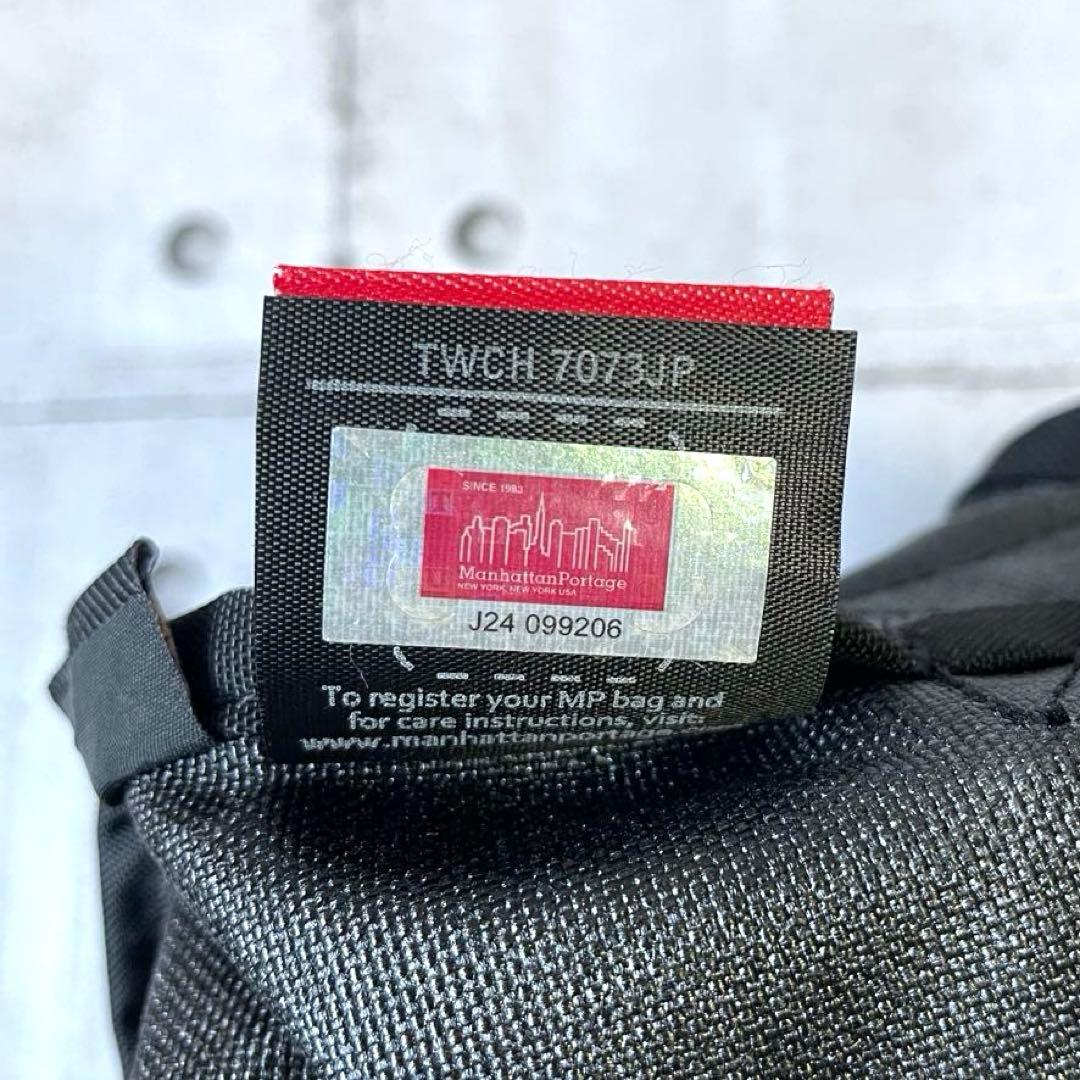 TWCH 7073JP
SINCE 1983
ManhattanPortage
NEW YORK, NEW YORK USA
J24 099206
To register your MP bag and
for care instructions, visit: